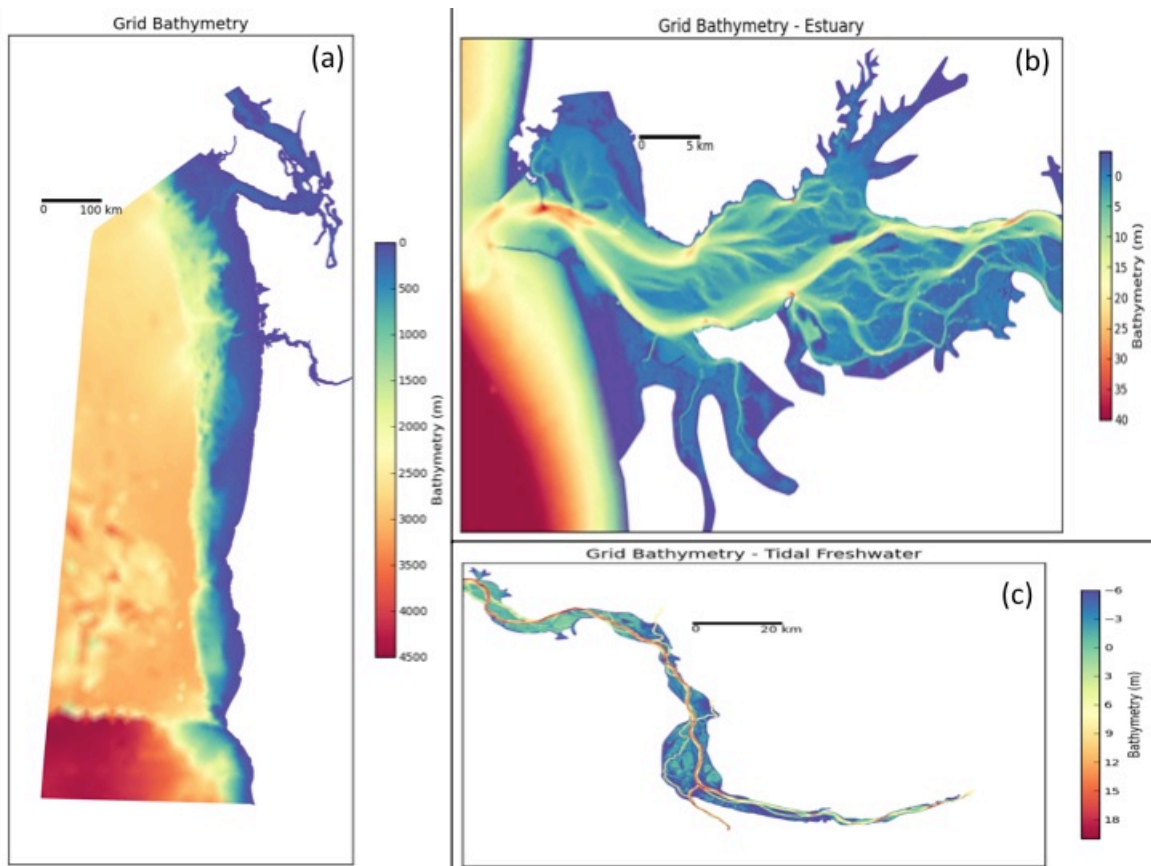 Grid Bathymetry
(a)
0 100 km
0
500
1000
1500
2000
2500
3000
3500
4000
4500
Bathymetry (m)
Grid Bathymetry - Estuary
(b)
0 5 km
0
5
10
15
20
25
30
35
40
Bathymetry (m)
Grid Bathymetry - Tidal Freshwater
(c)
0 20 km
−6
−3
0
3
6
9
12
15
18
Bathymetry (m)